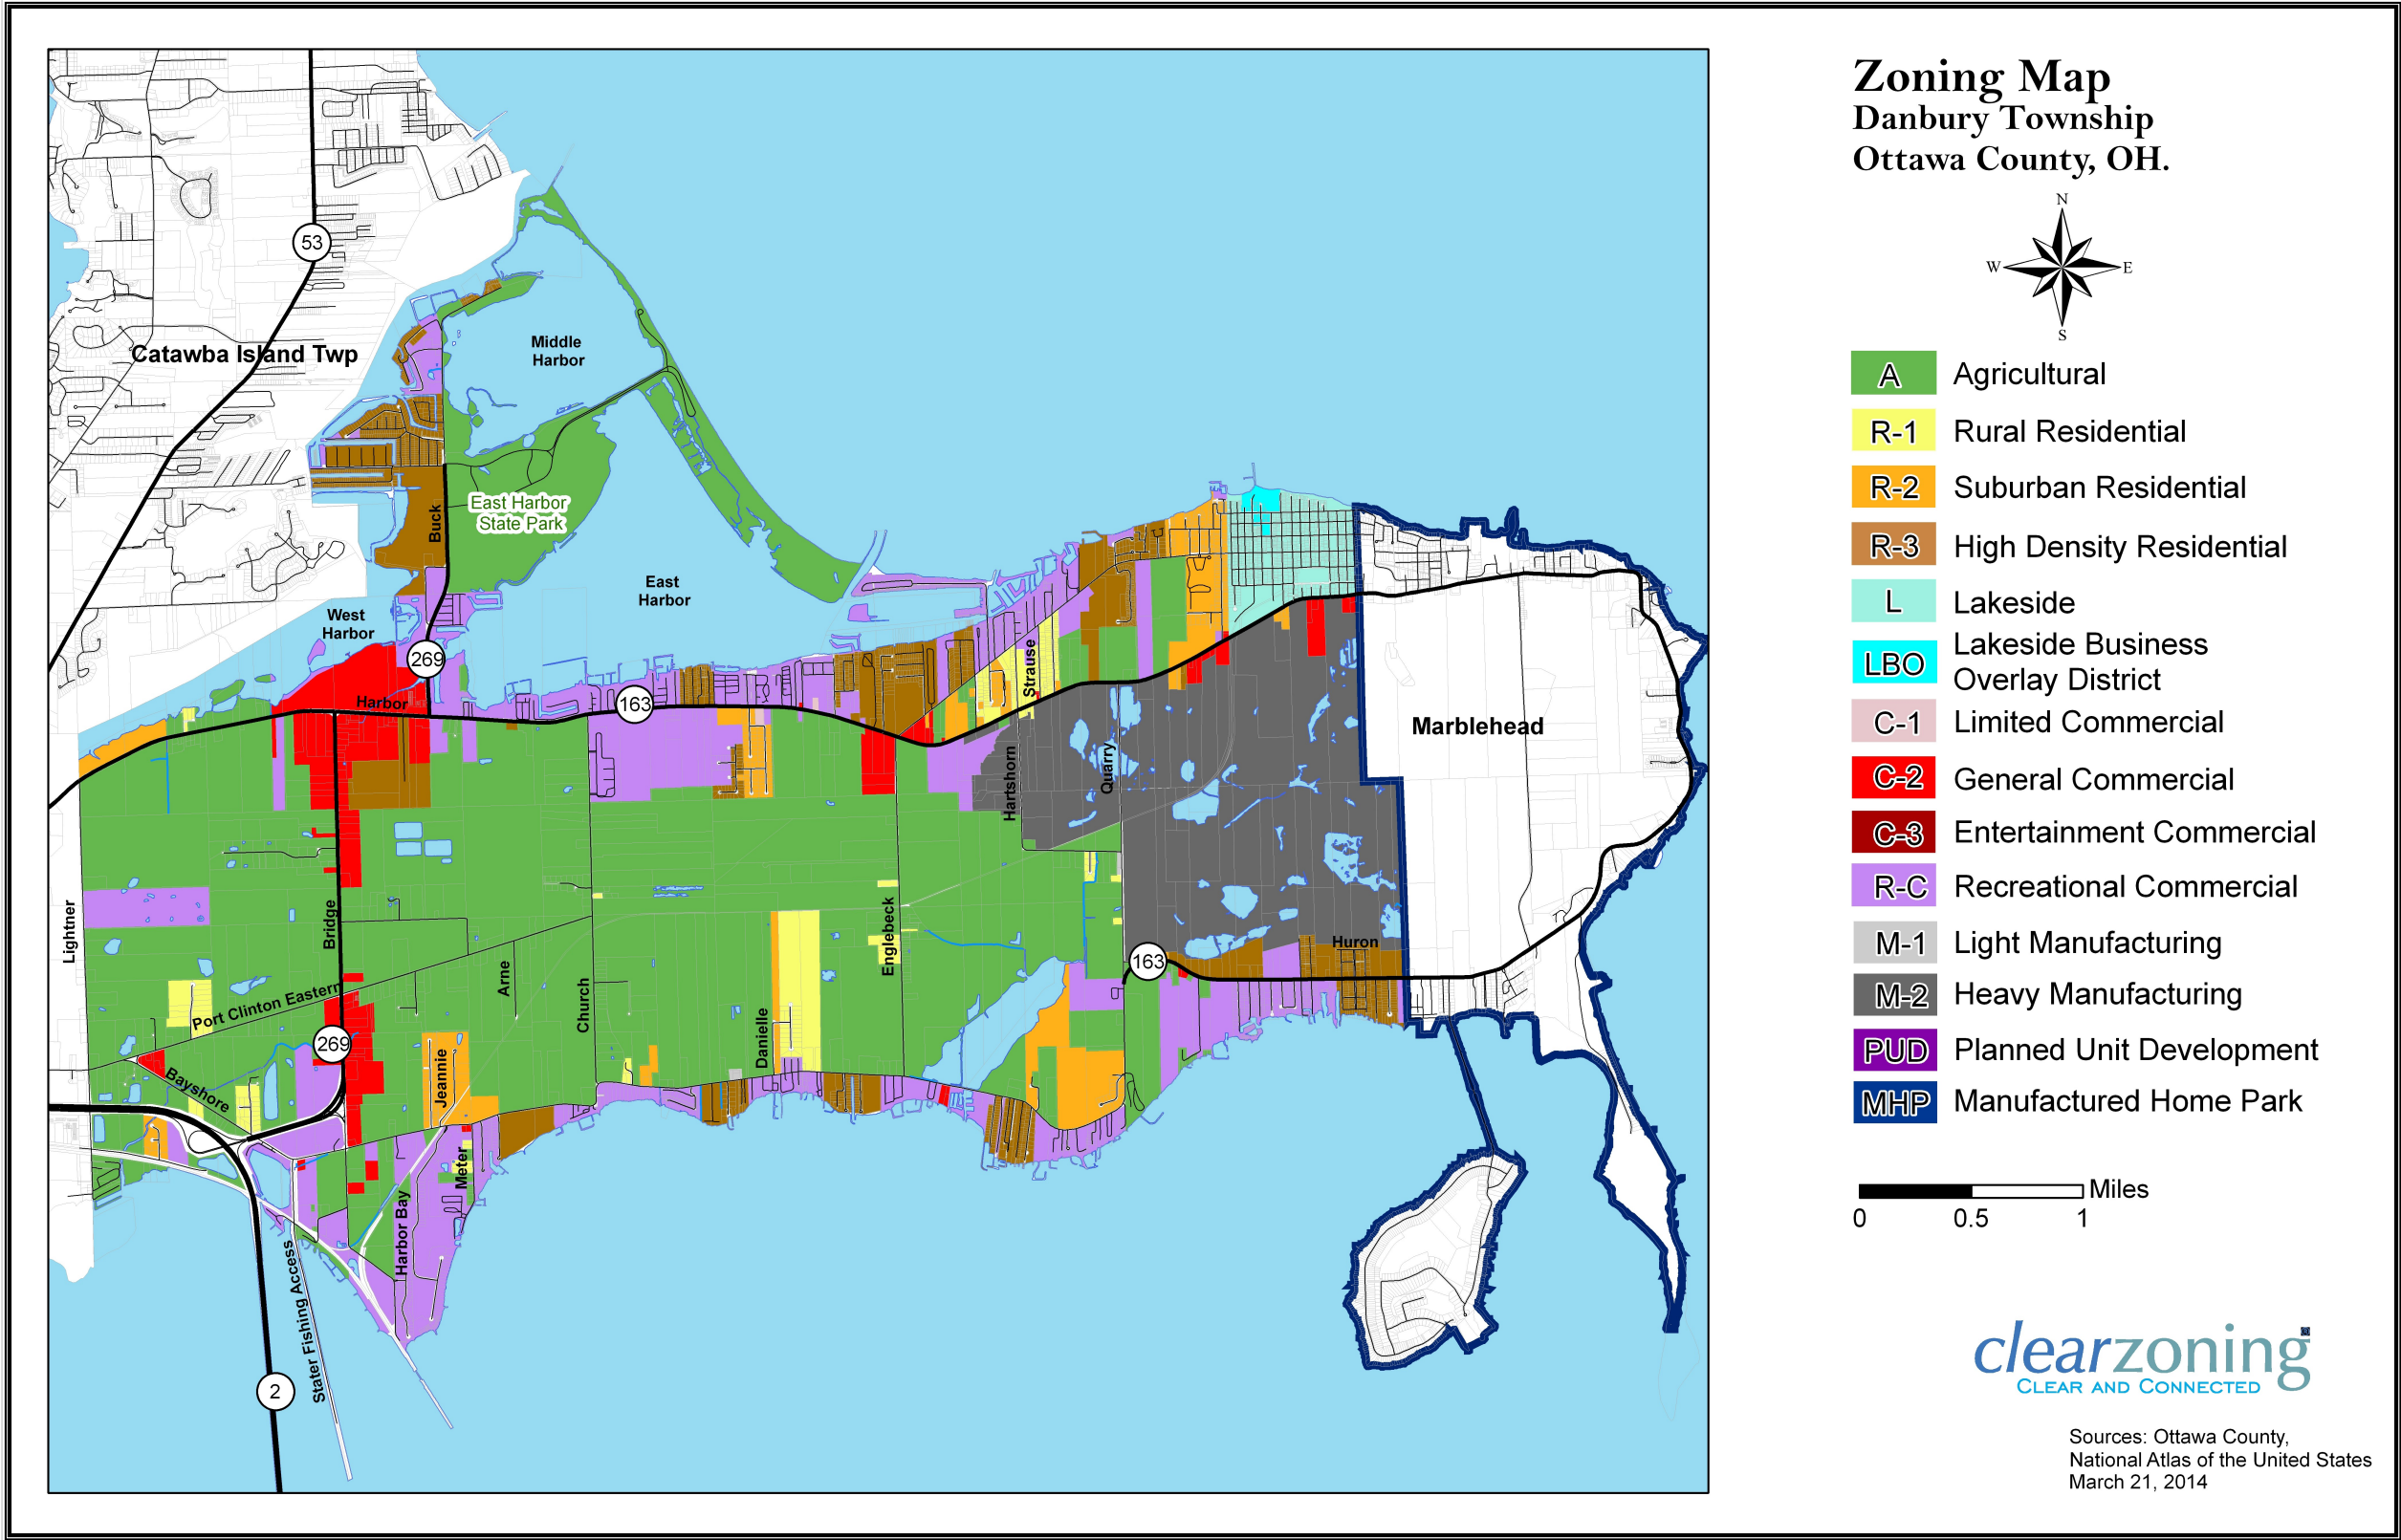 Zoning Map
Danbury Township
Ottawa County, OH.
N
W
E
S
A Agricultural
R-1 Rural Residential
R-2 Suburban Residential
R-3 High Density Residential
L Lakeside
LBO Lakeside Business
Overlay District
C-1 Limited Commercial
C-2 General Commercial
C-3 Entertainment Commercial
R-C Recreational Commercial
M-1 Light Manufacturing
M-2 Heavy Manufacturing
PUD Planned Unit Development
MHP Manufactured Home Park
Miles
0 0.5 1
clearzoning
CLEAR AND CONNECTED
Sources: Ottawa County,
National Atlas of the United States
March 21, 2014
53
Catawba Island Twp
Middle
Harbor
East Harbor
State Park
Buck
East
Harbor
West
Harbor
269
Harbor
163
Strause
Marblehead
Hartshorn
Quarry
Lightner
Bridge
Englebeck
Huron
163
Port Clinton Eastern
Arne
Church
Danielle
269
Bayshore
Jeannie
Meter
Harbor Bay
Stater Fishing Access
2